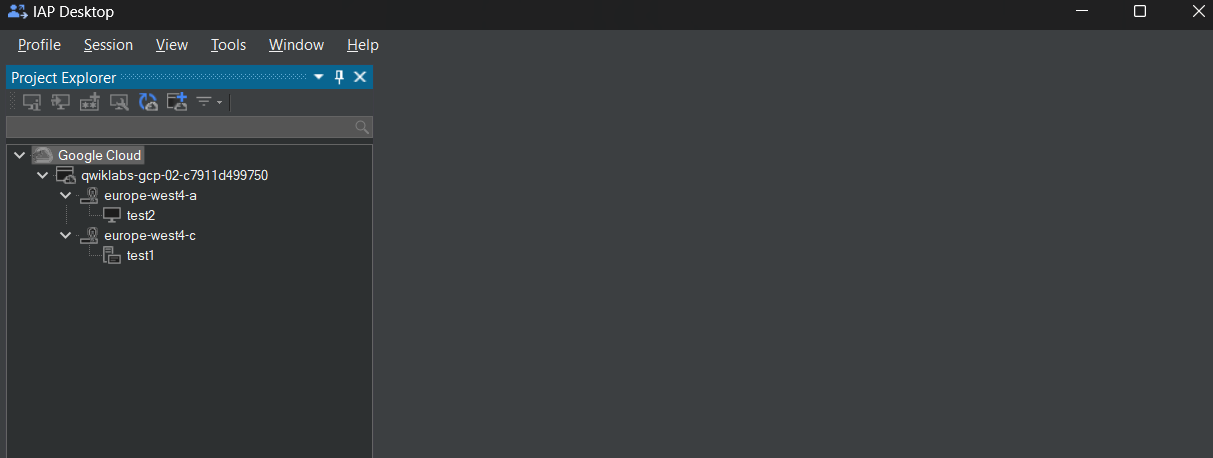 IAP Desktop
Profile Session View Tools Window Help
Project Explorer
Google Cloud
qwiklabs-gcp-02-c7911d499750
europe-west4-a
test2
europe-west4-c
test1